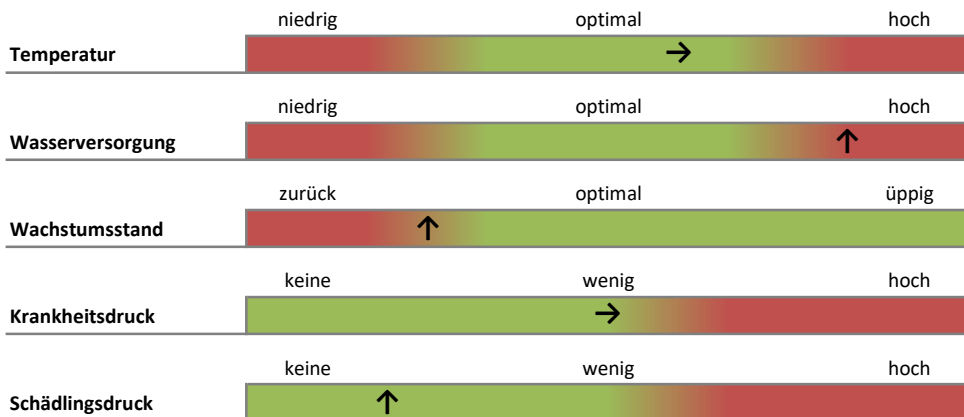 niedrig optimal hoch
Temperatur
niedrig optimal hoch
Wasserversorgung
zurück optimal üppig
Wachstumsstand
keine wenig hoch
Krankheitsdruck
keine wenig hoch
Schädlingsdruck